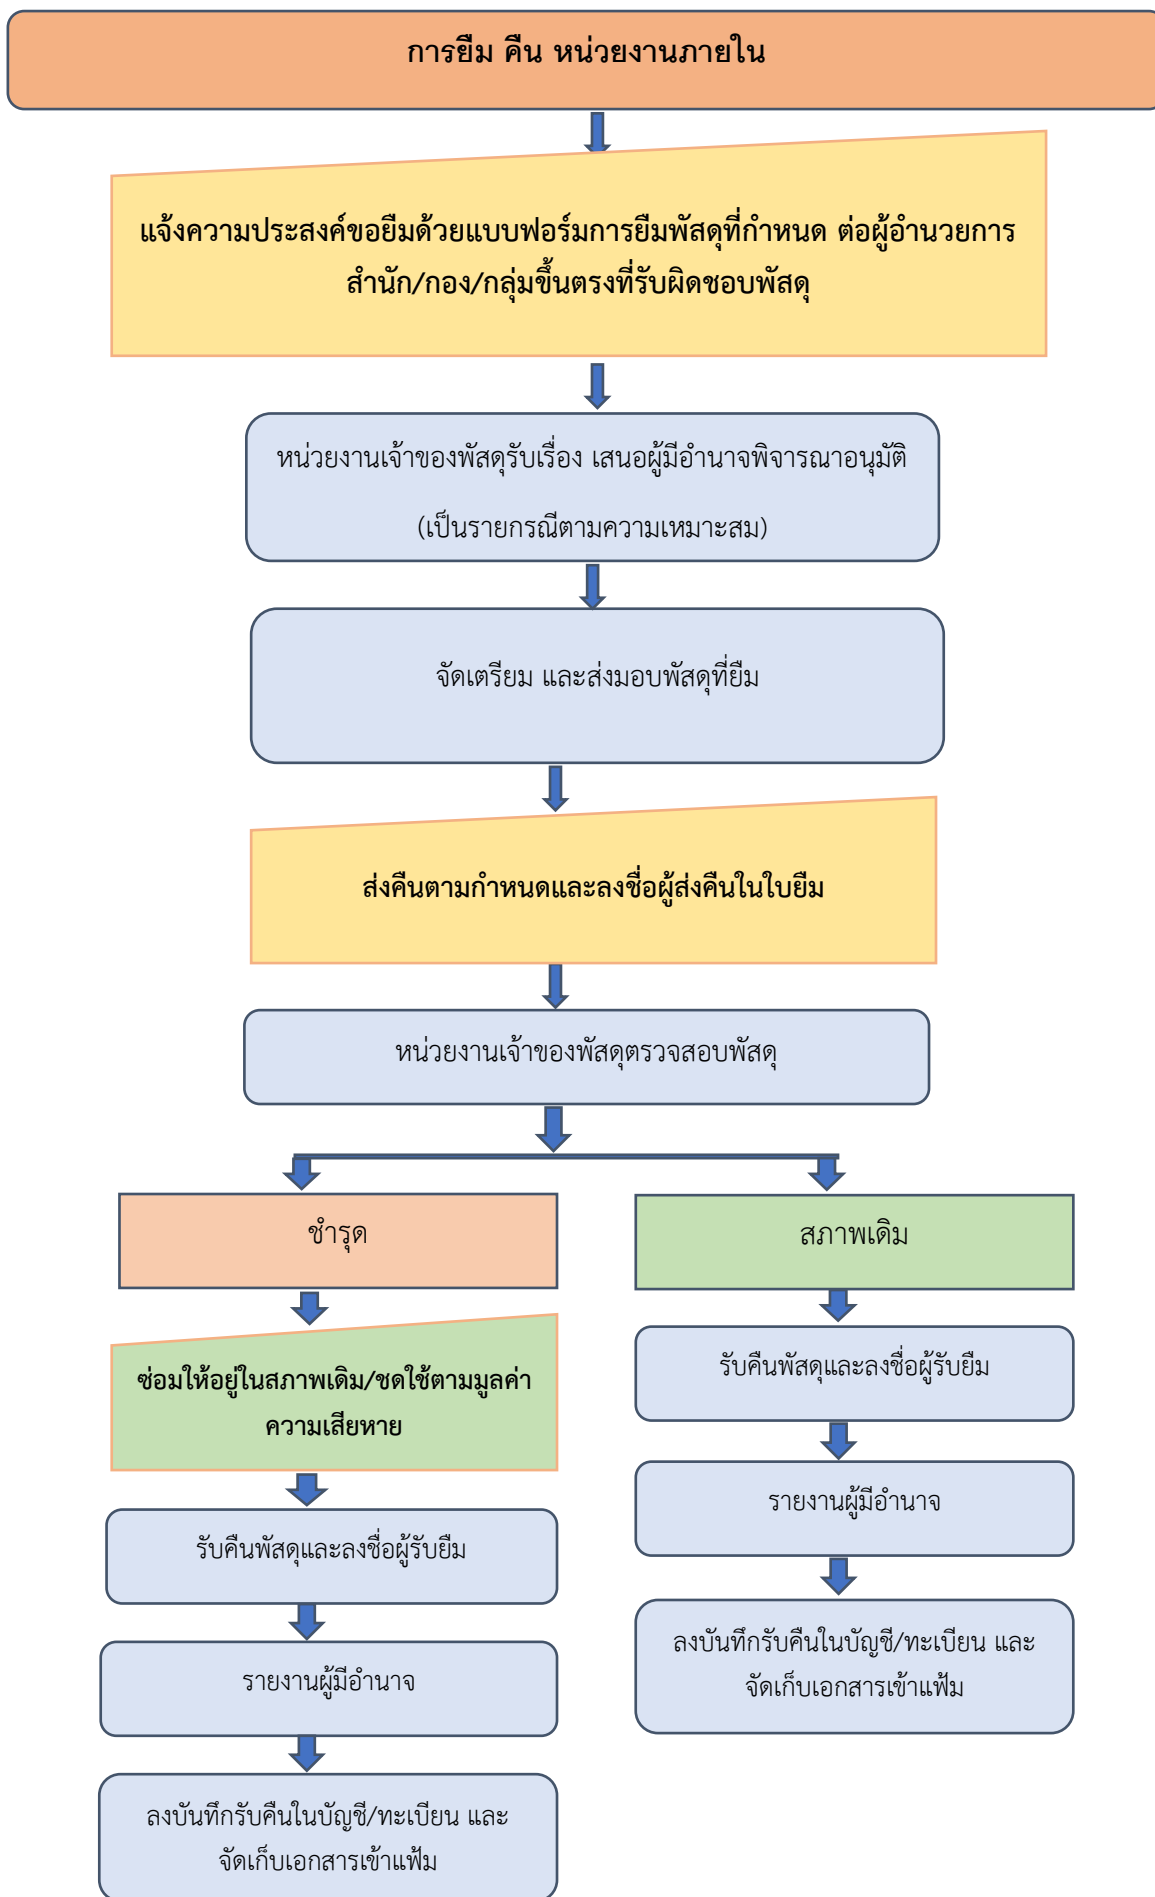 การยืม คืน หน่วยงานภายใน
แจ้งความประสงค์ขอยืมด้วยแบบฟอร์มการยืมพัสดุที่กำหนด ต่อผู้อำนวยการ
สำนัก/กอง/กลุ่มขึ้นตรงที่รับผิดชอบพัสดุ
หน่วยงานเจ้าของพัสดุรับเรื่อง เสนอผู้มีอำนาจพิจารณาอนุมัติ
(เป็นรายกรณีตามความเหมาะสม)
จัดเตรียม และส่งมอบพัสดุที่ยืม
ส่งคืนตามกำหนดและลงชื่อผู้ส่งคืนในใบยืม
หน่วยงานเจ้าของพัสดุตรวจสอบพัสดุ
ชำรุด
ซ่อมให้อยู่ในสภาพเดิม/ชดใช้ตามมูลค่า
ความเสียหาย
รับคืนพัสดุและลงชื่อผู้รับยืม
รายงานผู้มีอำนาจ
ลงบันทึกรับคืนในบัญชี/ทะเบียน และ
จัดเก็บเอกสารเข้าแฟ้ม
สภาพเดิม
รับคืนพัสดุและลงชื่อผู้รับยืม
รายงานผู้มีอำนาจ
ลงบันทึกรับคืนในบัญชี/ทะเบียน และ
จัดเก็บเอกสารเข้าแฟ้ม